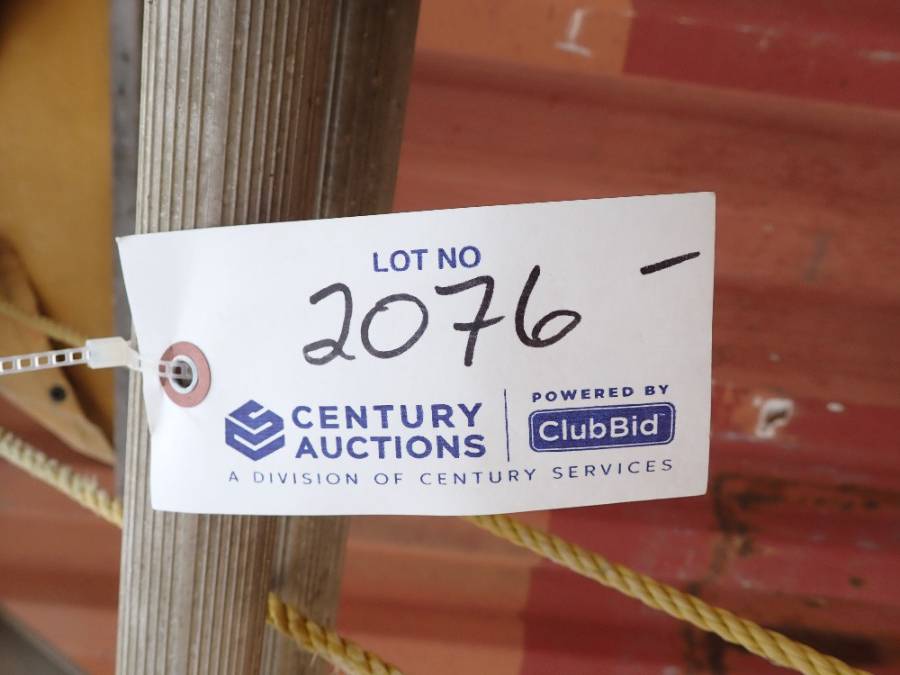 LOT NO
2076 -
CENTURY
AUCTIONS
POWERED BY
ClubBid
A DIVISION OF CENTURY SERVICES